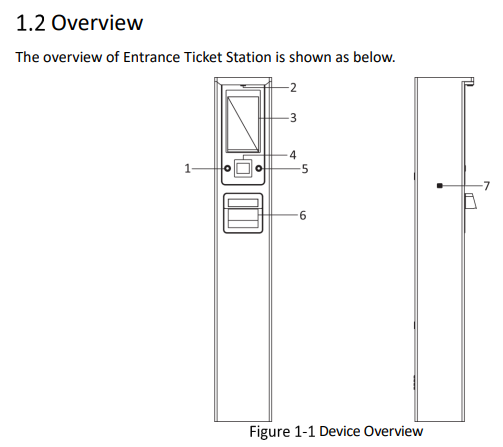 1.2 Overview
The overview of Entrance Ticket Station is shown as below.
2
3
4
1
5
7
6
Figure 1-1 Device Overview